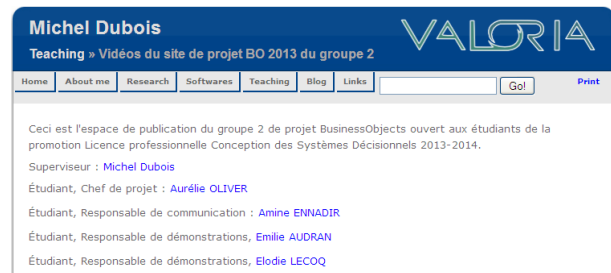 Michel Dubois
VALORIA
Teaching » Vidéos du site de projet BO 2013 du groupe 2
Home About me Research Softwares Teaching Blog Links Go! Print
Ceci est l'espace de publication du groupe 2 de projet BusinessObjects ouvert aux étudiants de la
promotion Licence professionnelle Conception des Systèmes Décisionnels 2013-2014.
Superviseur : Michel Dubois
Étudiant, Chef de projet : Aurélie OLIVER
Étudiant, Responsable de communication : Amine ENNADIR
Étudiant, Responsable de démonstrations, Emilie AUDRAN
Étudiant, Responsable de démonstrations, Elodie LECOQ